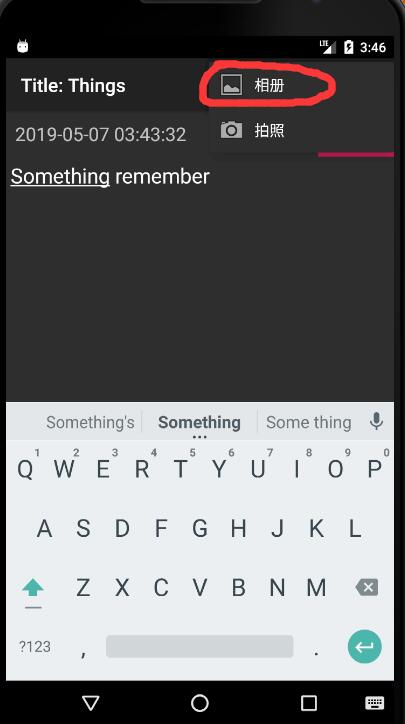 LTE 3:46
Title: Things
相册
2019-05-07 03:43:32
拍照
Something remember
Something's Something Some thing
1 2 3 4 5 6 7 8 9 0
Q W E R T Y U I O P
A S D F G H J K L
Z X C V B N M
?123 , .